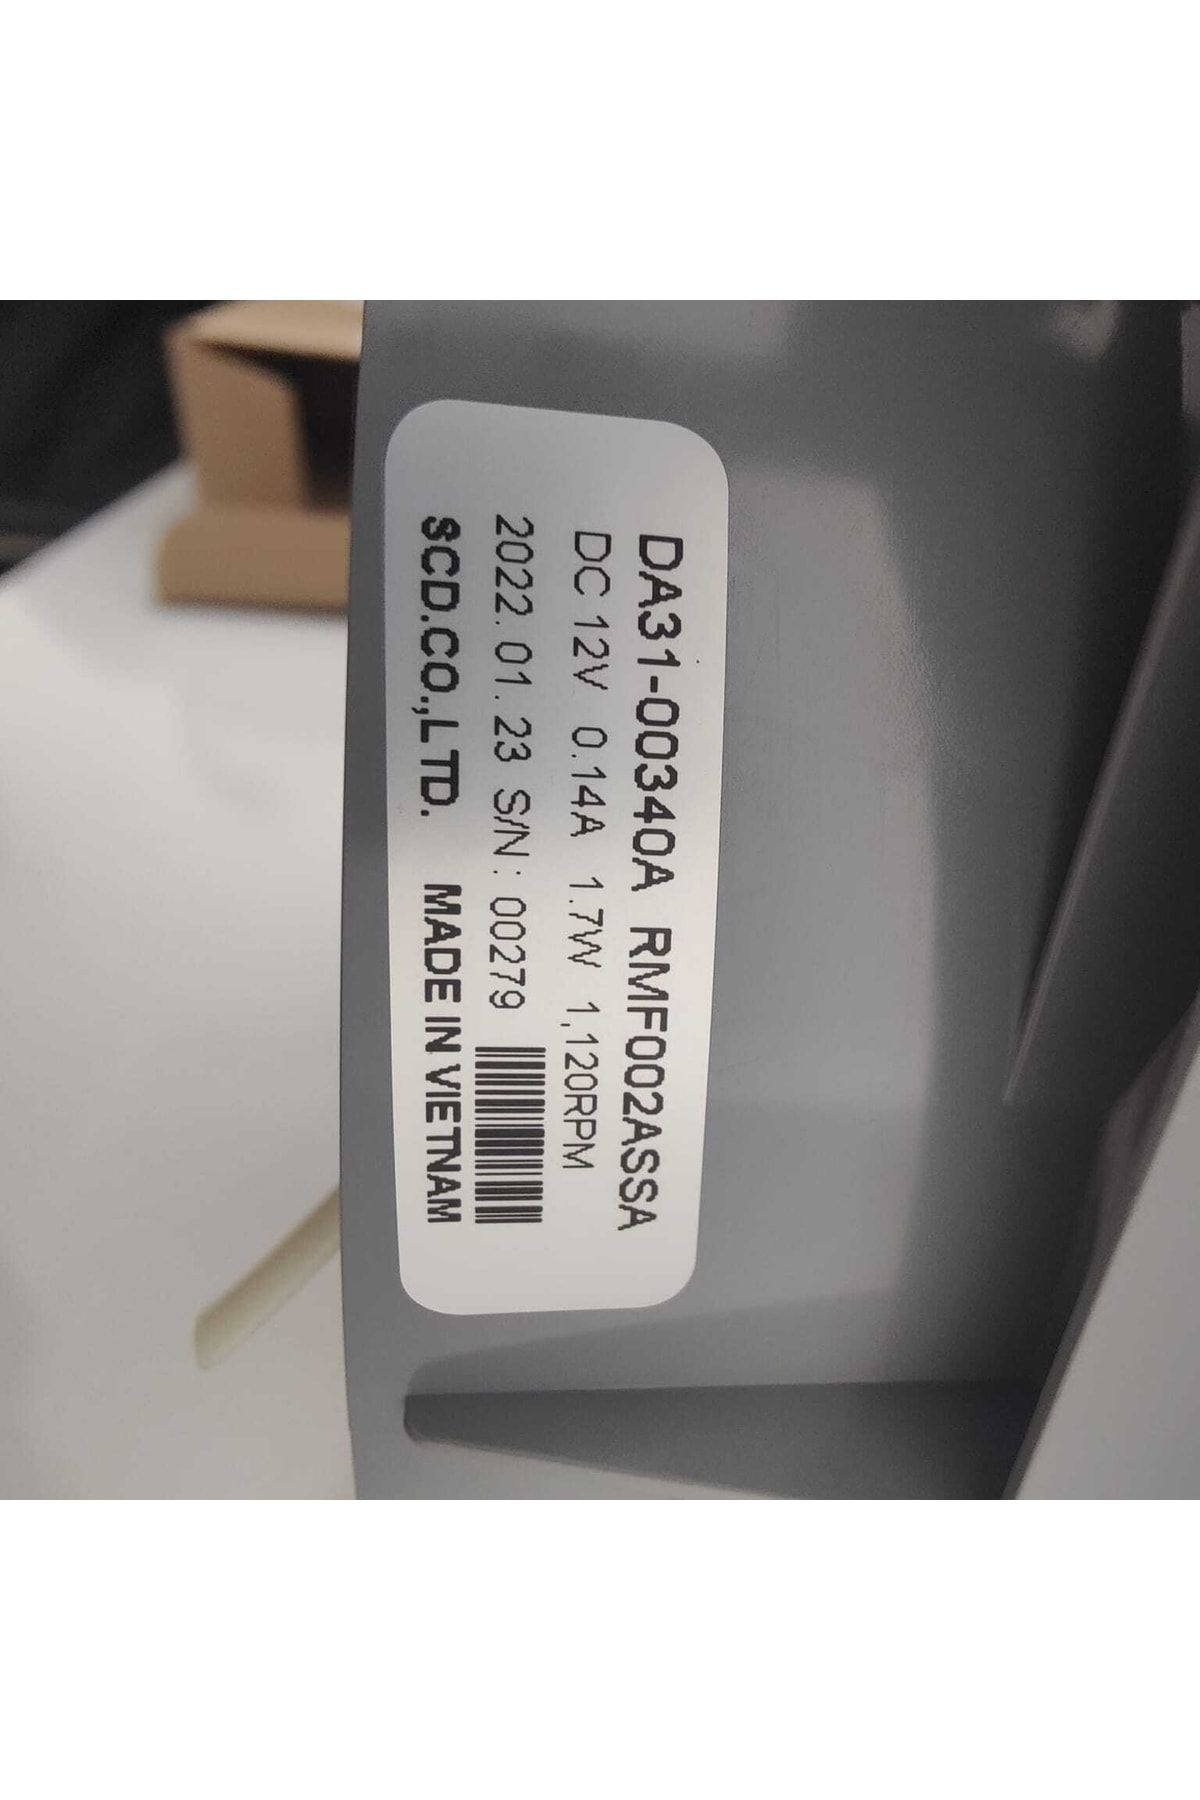 DA31-00340A RMF002ASSA
DC 12V 0.14A 1.7W 1,120RPM
2022. 01. 23 S/N : 00279
SCD.CO.,LTD. MADE IN VIETNAM